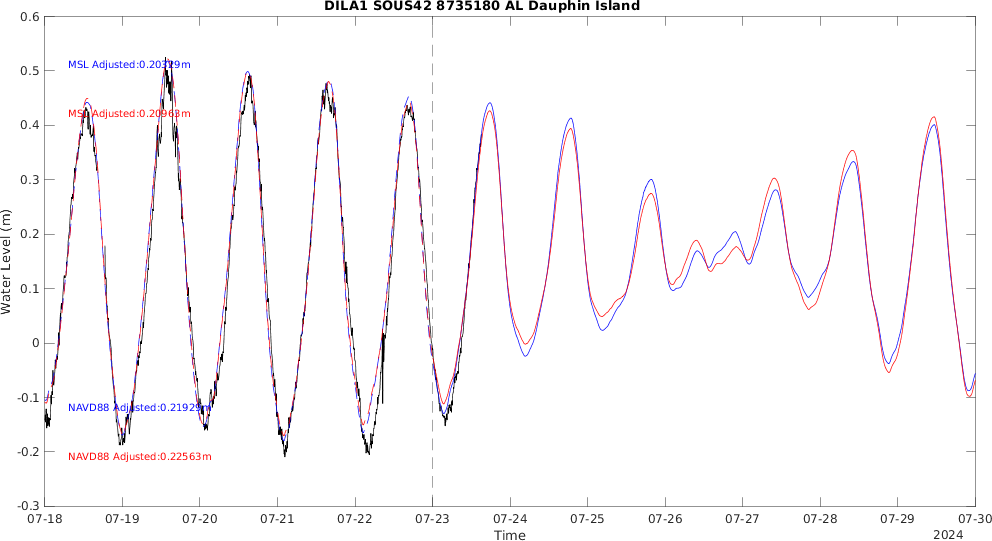 DILA1 SOUS42 8735180 AL Dauphin Island
0.6
0.5
0.4
0.3
0.2
0.1
0
-0.1
-0.2
-0.3
Water Level (m)
MSL Adjusted:0.20329m
MSL Adjusted:0.20963m
NAVD88 Adjusted:0.21929m
NAVD88 Adjusted:0.22563m
07-18 07-19 07-20 07-21 07-22 07-23 07-24 07-25 07-26 07-27 07-28 07-29 07-30
Time
2024